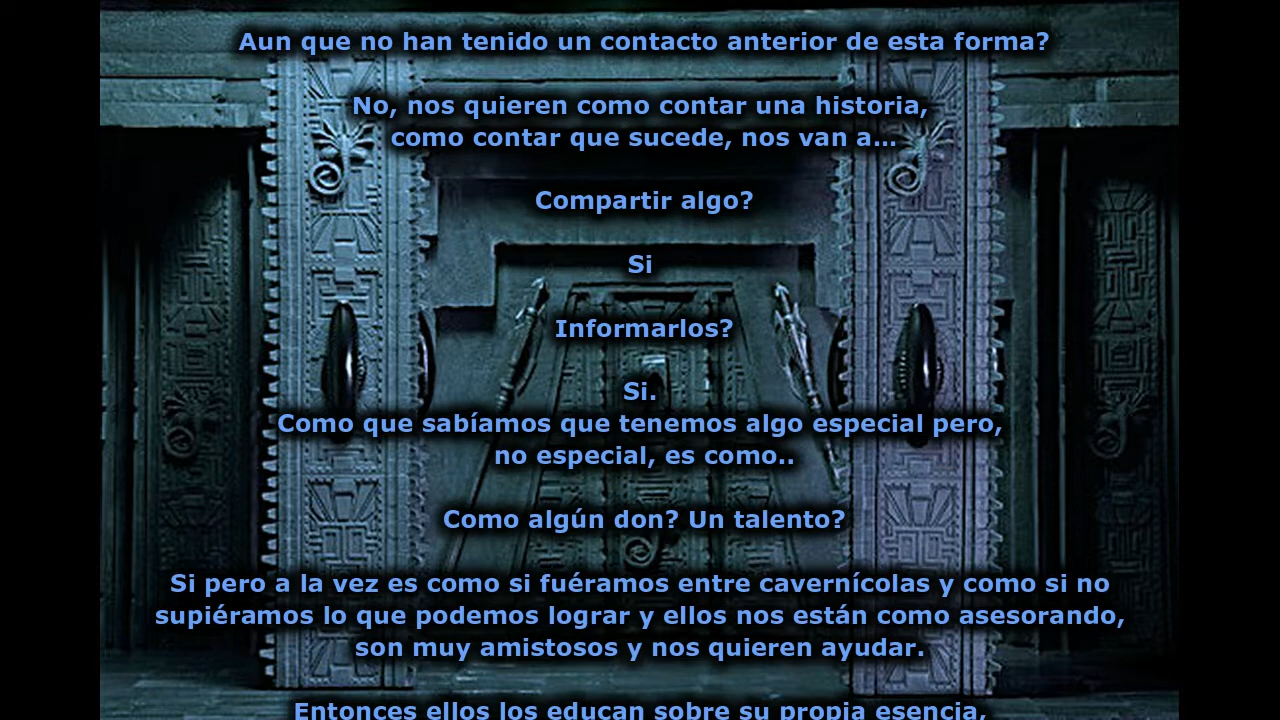 Aun que no han tenido un contacto anterior de esta forma?
No, nos quieren como contar una historia,
como contar que sucede, nos van a...
Compartir algo?
Si
Informarlos?
Si.
Como que sabíamos que tenemos algo especial pero,
no especial, es como..
Como algún don? Un talento?
Si pero a la vez es como si fuéramos entre cavernícolas y como si no
supiéramos lo que podemos lograr y ellos nos están como asesorando,
son muy amistosos y nos quieren ayudar.
Entonces ellos los educan sobre su propia esencia,